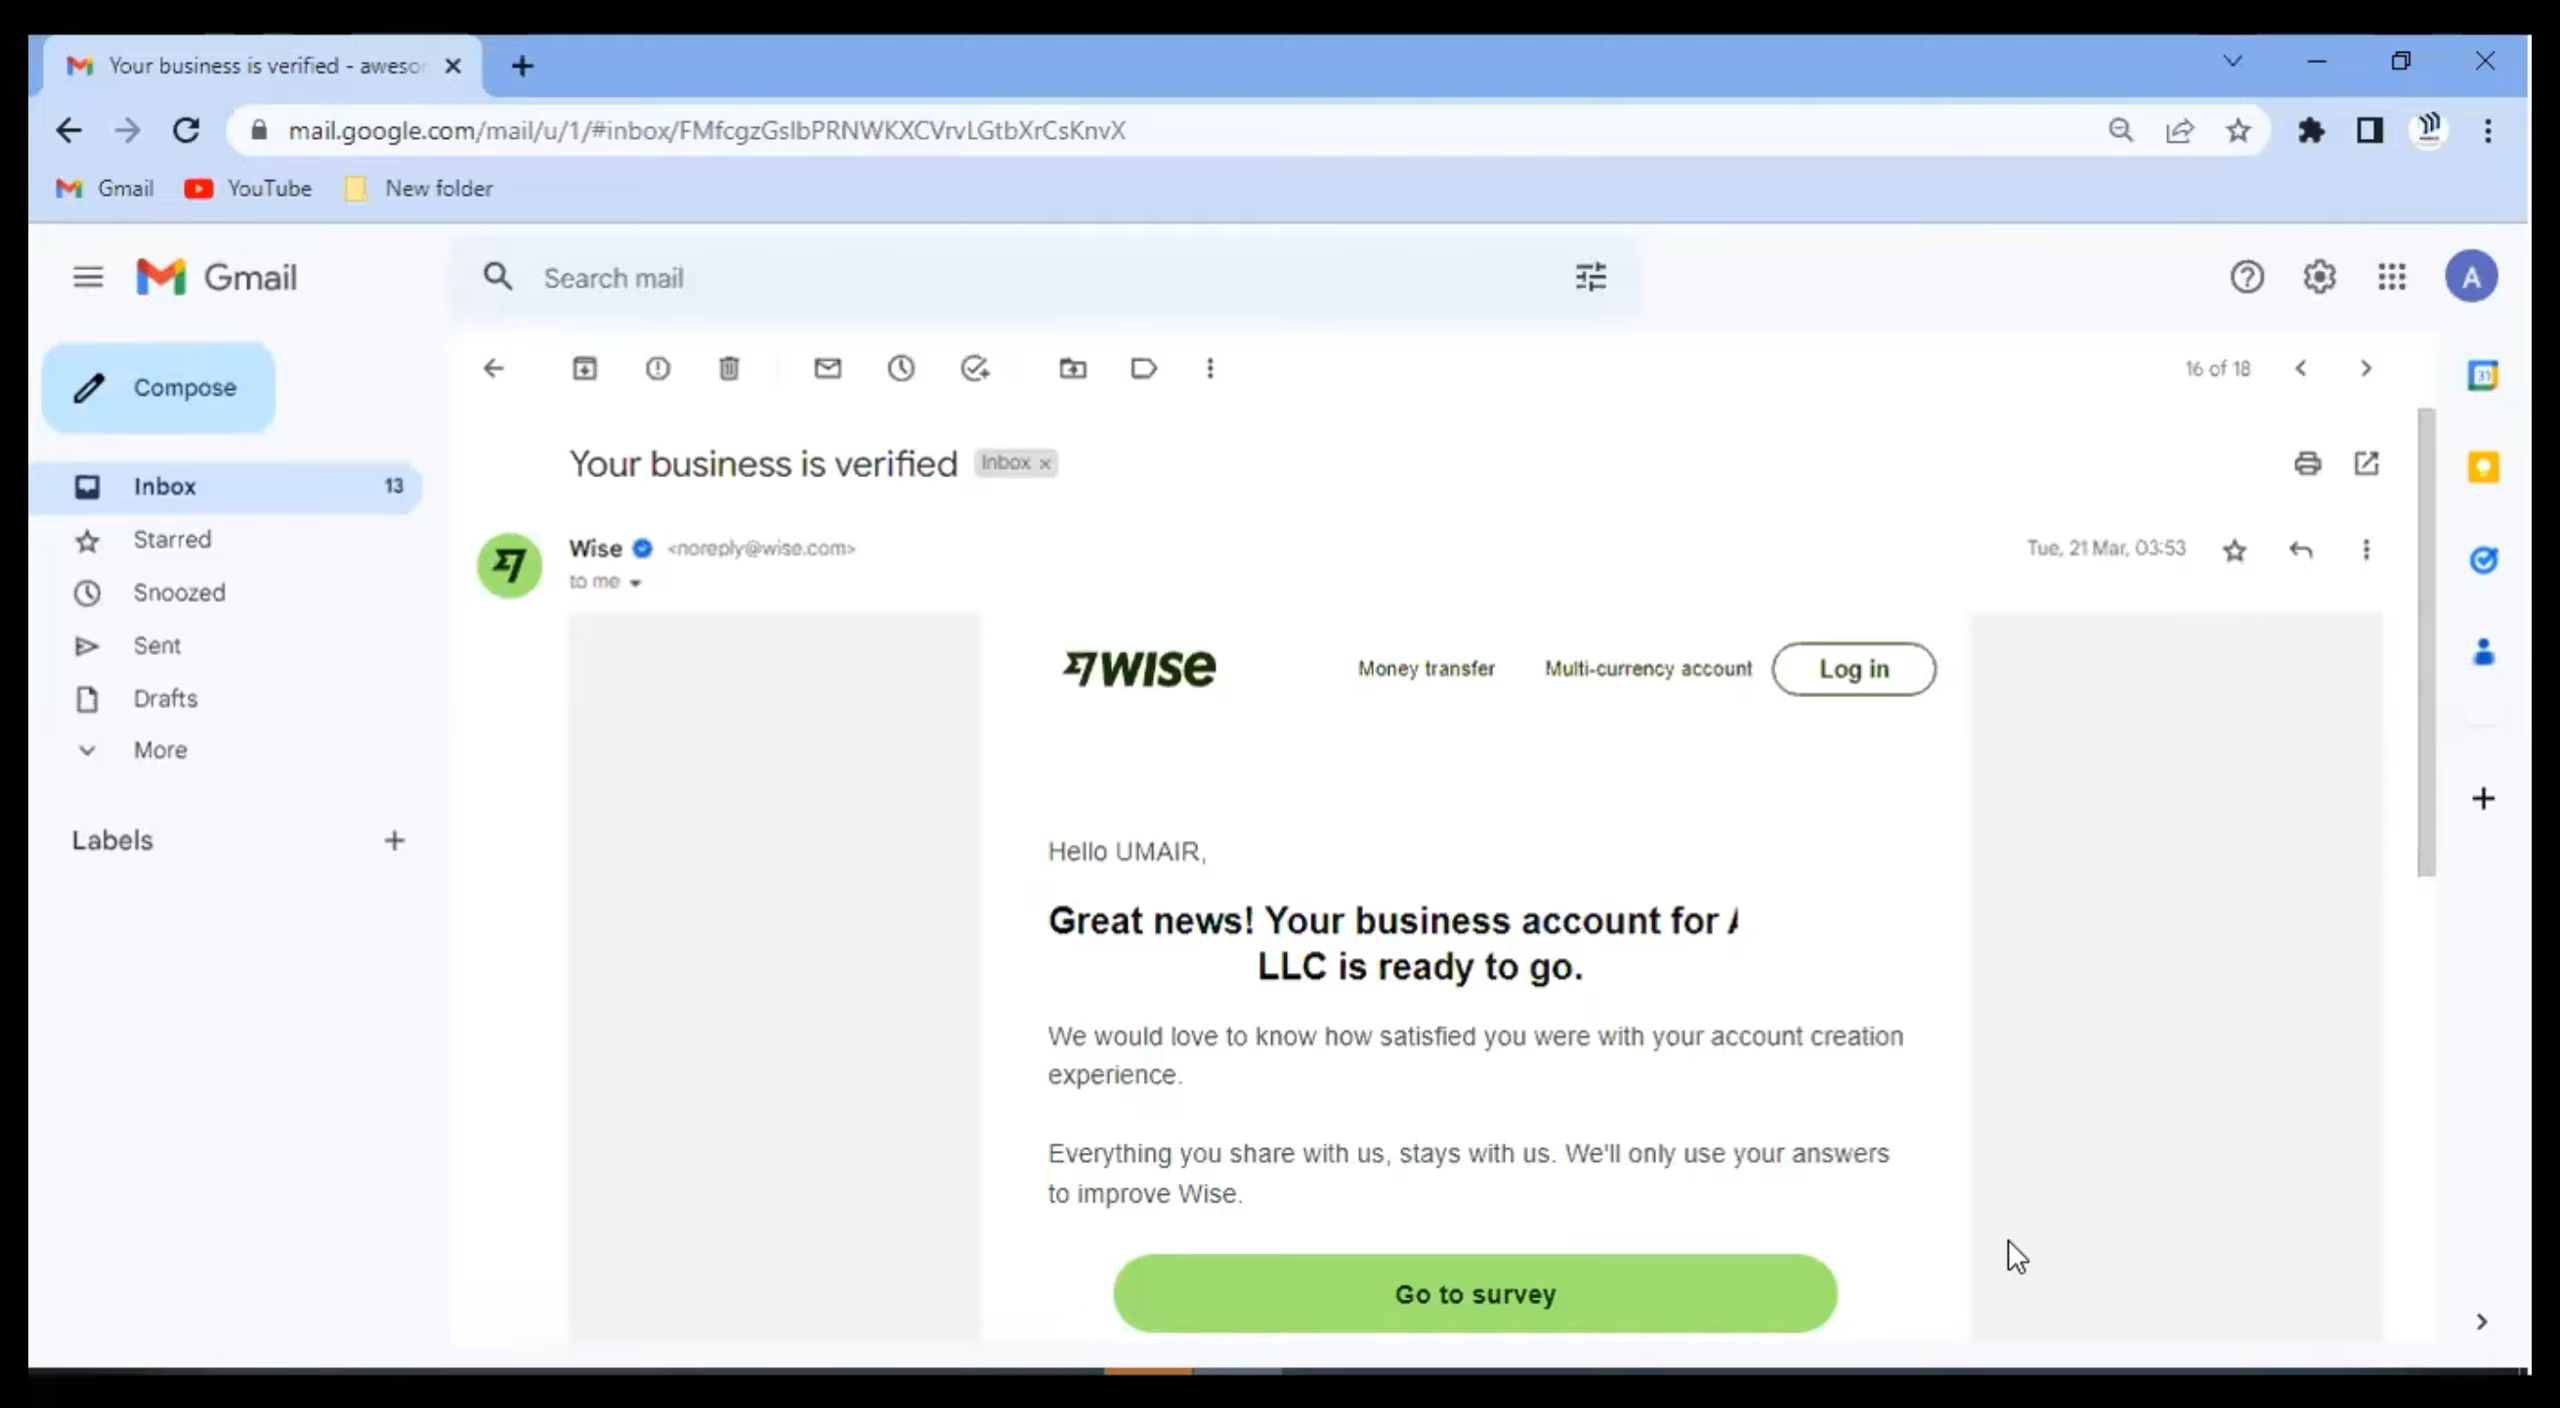 Your business is verified - aweso
mail.google.com/mail/u/1/#inbox/FMfcgzGslbPRNWKXCVrvLGtbXrCsKnvX
Gmail YouTube New folder
Gmail
Search mail
A
Compose
16 of 18
31
Your business is verified Inbox x
Inbox 13
Starred
Snoozed
Sent
Drafts
More
Labels
Wise <noreply@wise.com>
Tue, 21 Mar, 03:53
to me
WISE
Money transfer Multi-currency account Log in
Hello UMAIR,
Great news! Your business account for A
LLC is ready to go.
We would love to know how satisfied you were with your account creation
experience.
Everything you share with us, stays with us. We'll only use your answers
to improve Wise.
Go to survey